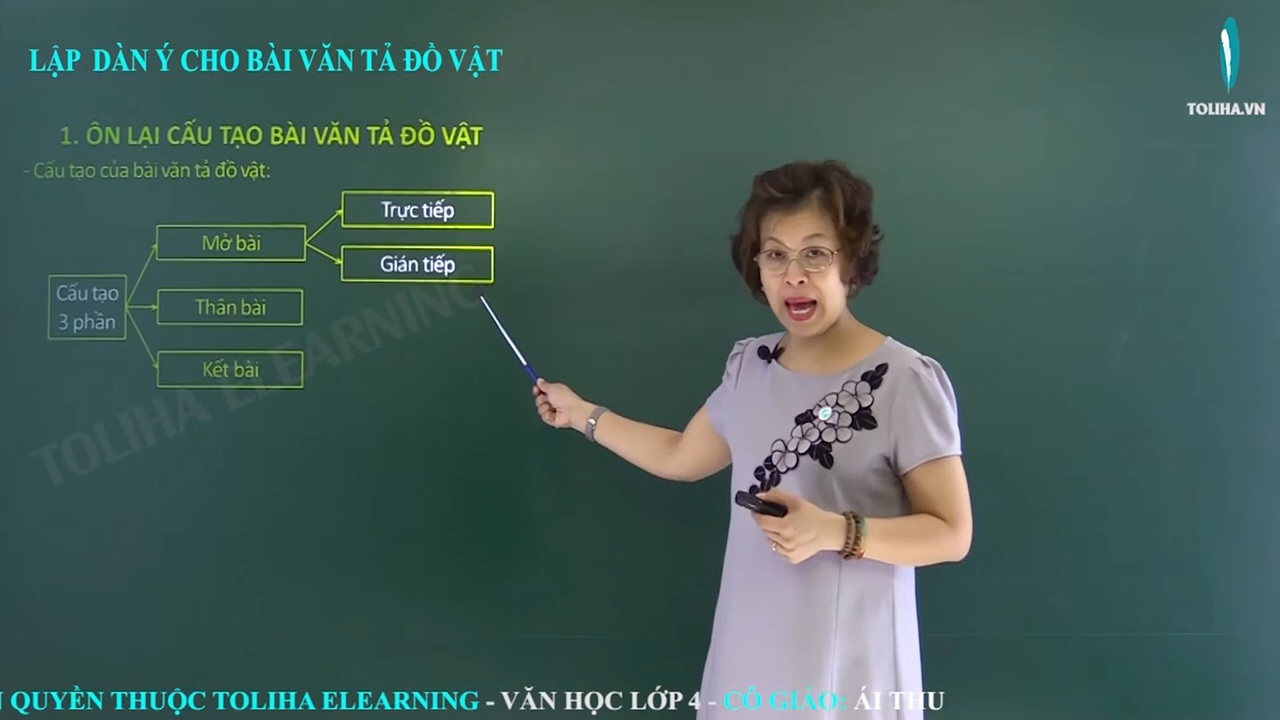 LẬP DÀN Ý CHO BÀI VĂN TẢ ĐỒ VẬT
TOLIHA.VN
1. ÔN LẠI CẤU TẠO BÀI VĂN TẢ ĐỒ VẬT
- Cấu tạo của bài văn tả đồ vật:
Trực tiếp
Mở bài
Gián tiếp
Cấu tạo
3 phần
Thân bài
Kết bài
TOLIHA ELEARNING
QUYỀN THUỘC TOLIHA ELEARNING - VĂN HỌC LỚP 4 - CÔ GIÁO: ÁI THU